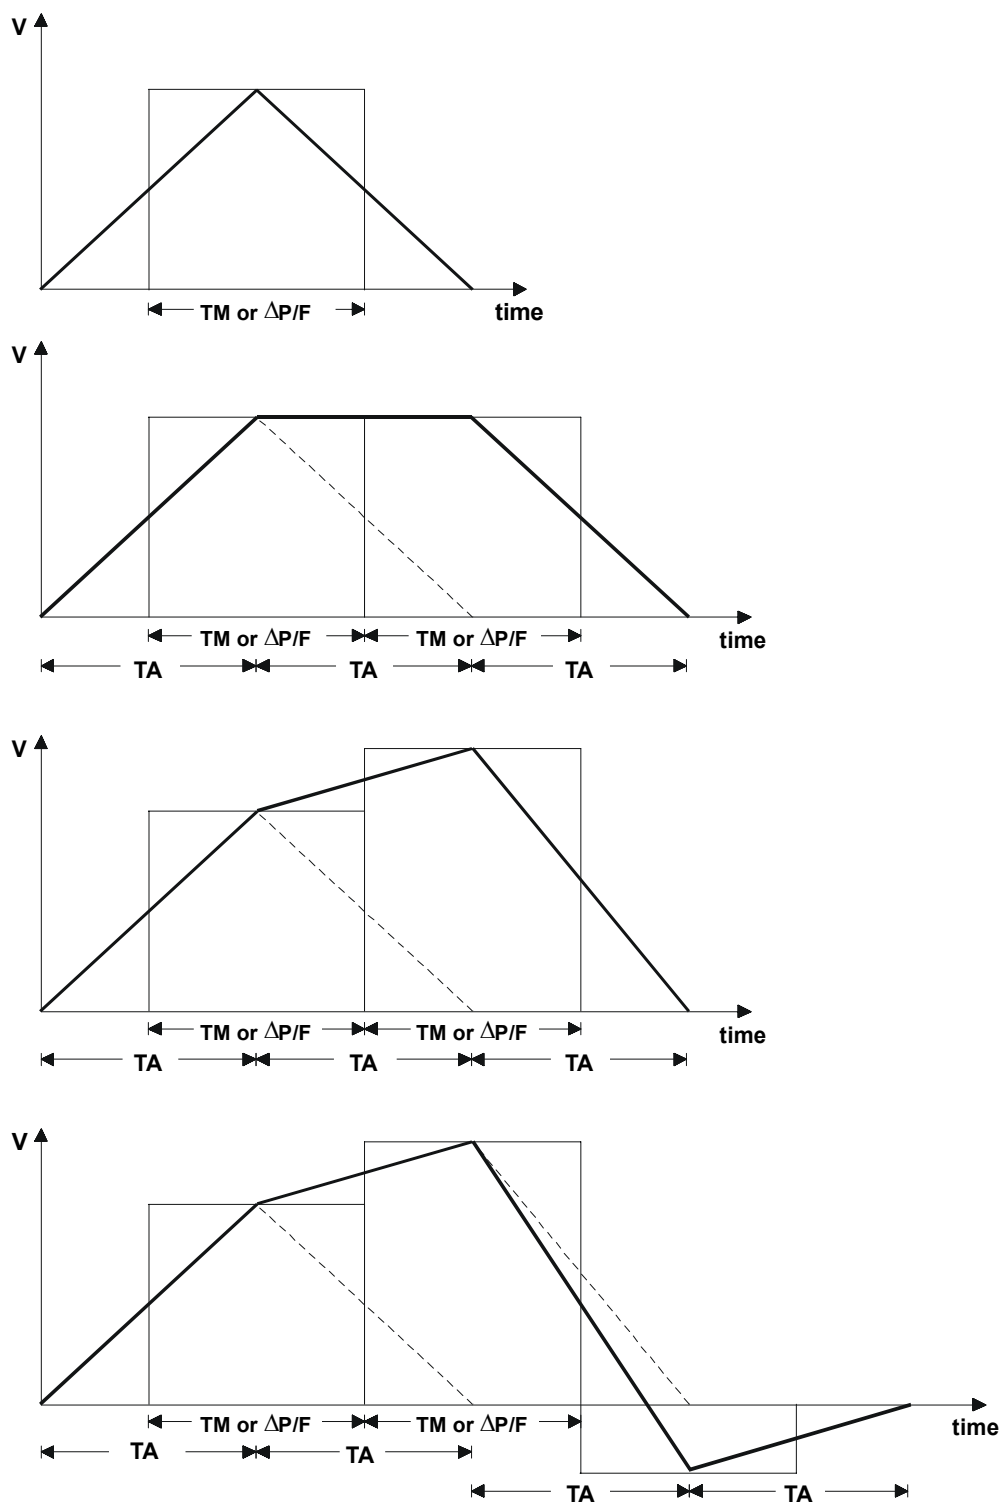 V
TM or ΔP/F
time
V
TM or ΔP/F TM or ΔP/F
time
TA TA TA
V
TM or ΔP/F TM or ΔP/F
time
TA TA TA
V
TM or ΔP/F TM or ΔP/F
time
TA TA
TA TA